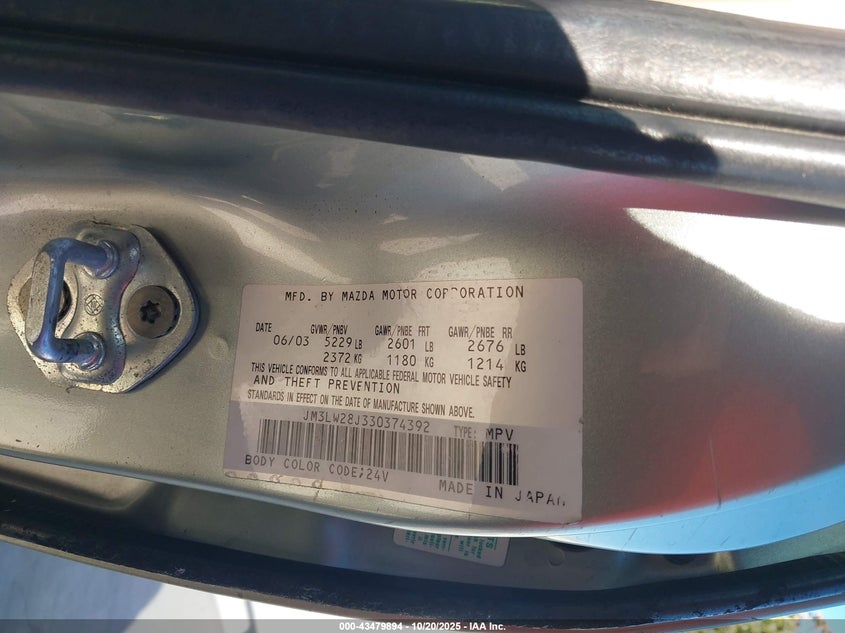 MFD. BY MAZDA MOTOR CORPORATION
DATE GVWR/PNBV GAWR/PNBE FRT GAWR/PNBE RR
06/03 5229 LB 2601 LB 2676 LB
2372 KG 1180 KG 1214 KG
THIS VEHICLE CONFORMS TO ALL APPLICABLE FEDERAL MOTOR VEHICLE SAFETY
AND THEFT PREVENTION
STANDARDS IN EFFECT ON THE DATE OF MANUFACTURE SHOWN ABOVE.
JM3LW28J330374392 TYPE: MPV
BODY COLOR CODE;24V
MADE IN JAPAN
000-43479894 | 10/20/2025 - IAA Inc.